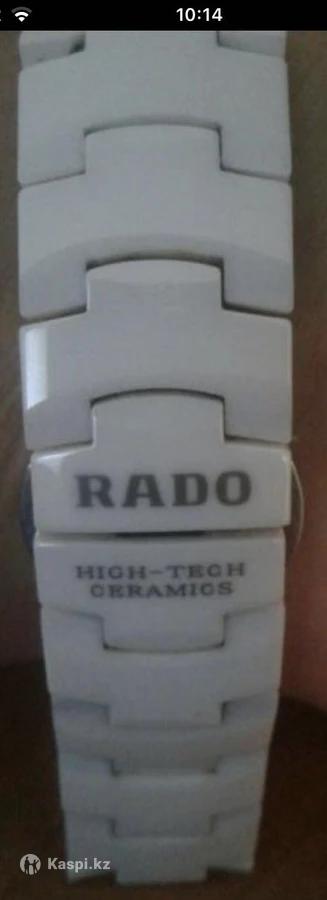 10:14
RADO
HIGH-TECH
CERAMICS
Kaspi.kz